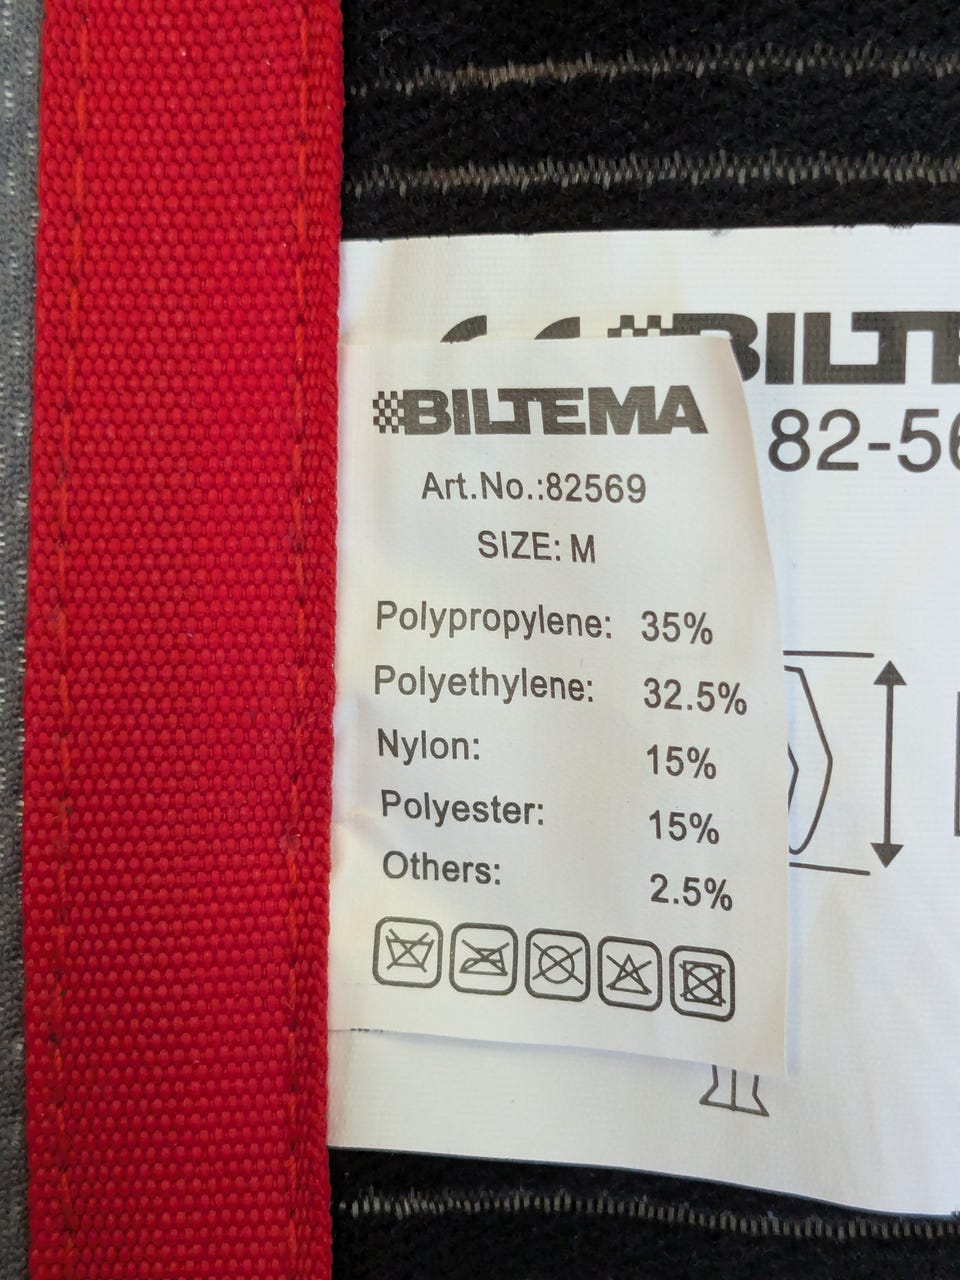 BILTE
82-56
BILTEMA
Art.No.:82569
SIZE: M
Polypropylene: 35%
Polyethylene: 32.5%
Nylon: 15%
Polyester: 15%
Others: 2.5%